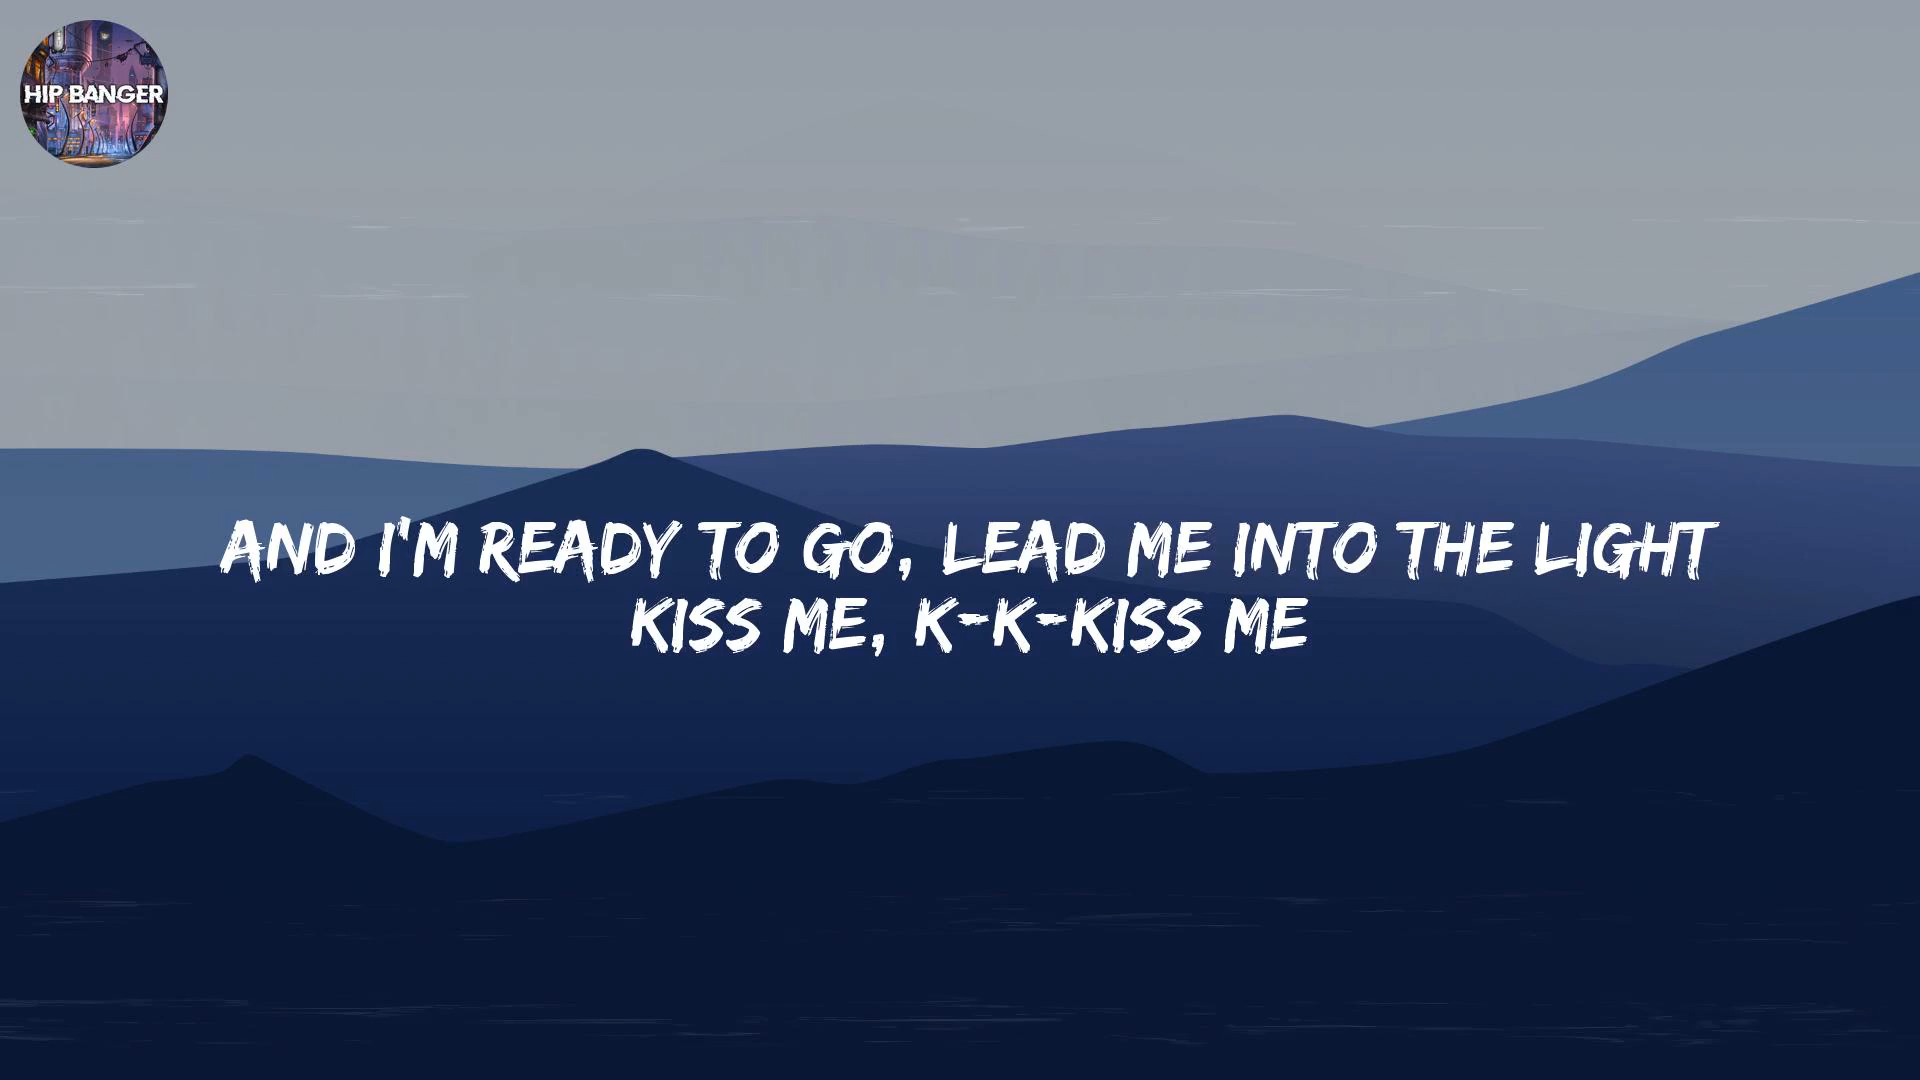 HIP BANGER
AND I'M READY TO GO, LEAD ME INTO THE LIGHT
KISS ME, K-K-KISS ME